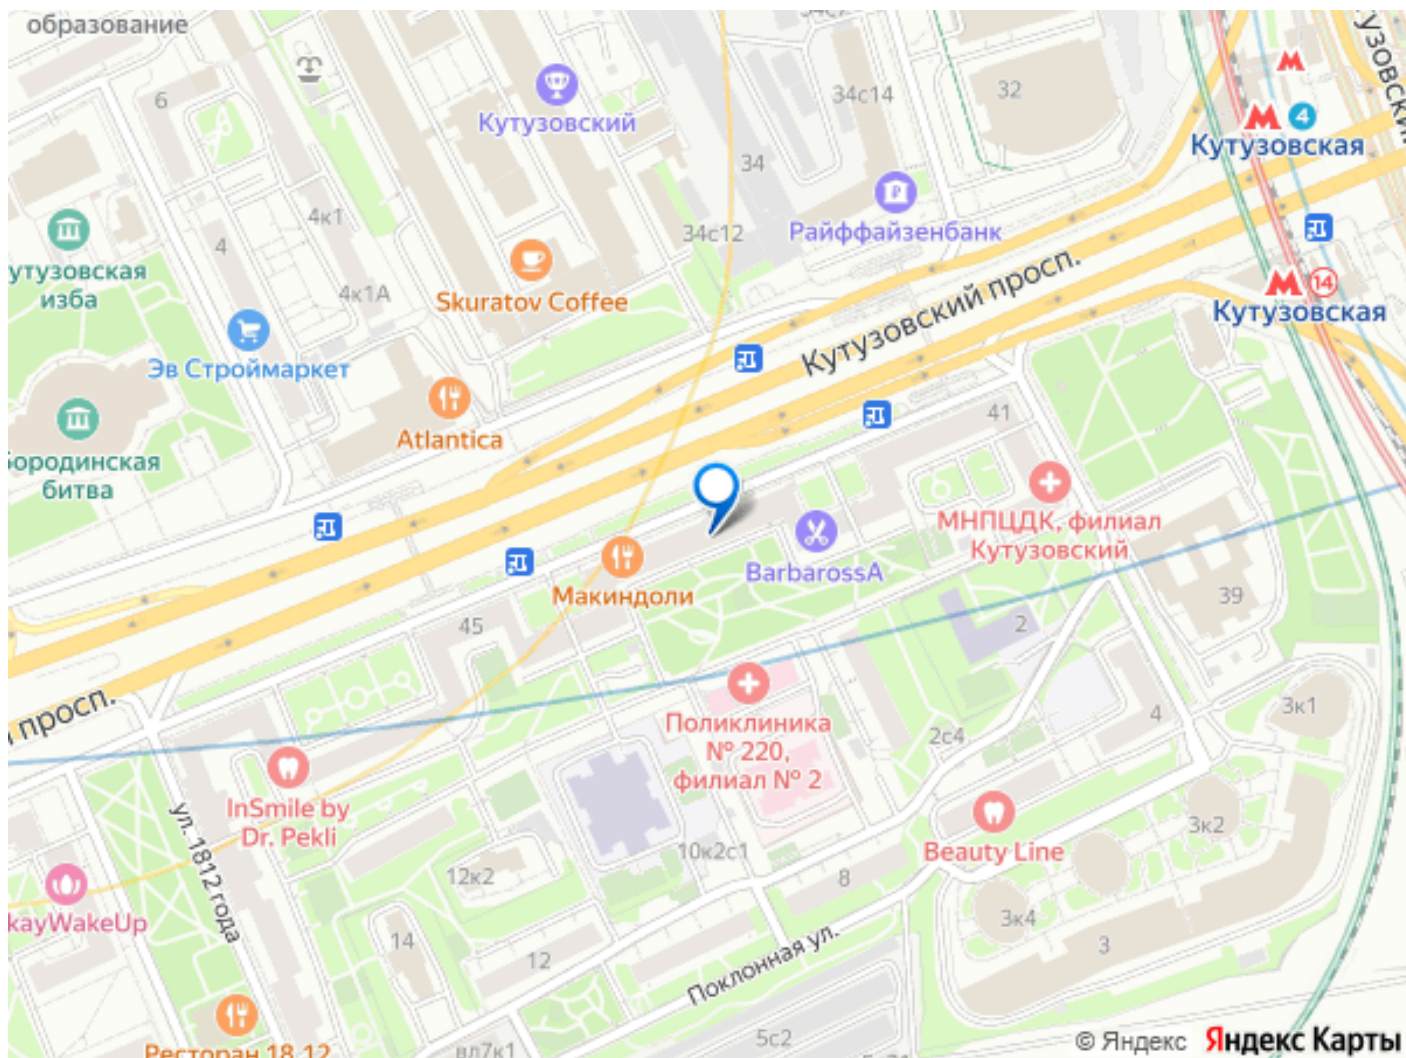 образование
34с14
32
6
Кутузовский
4
Кутузовская
34
4к1
4
34с12
Райффайзенбанк
утузовская
изба
4к1А
Skuratov Coffee
Кутузовский просп.
14
Кутузовская
Эв Строймаркет
Atlantica
41
ородинская
битва
МНПЦДК, филиал
Кутузовский
BarbarossA
Макиндоли
39
45
2
просп.
Поликлиника
№ 220,
филиал № 2
3к1
4
2с4
InSmile by
Dr. Pekli
ул. 1812 года
3к2
Beauty Line
10к2с1
12к2
8
kayWakeUp
3к4
14
12
Поклонная ул.
3
Ресторан 18.12
вл7к1
5с2
© Яндекс Яндекс Карты